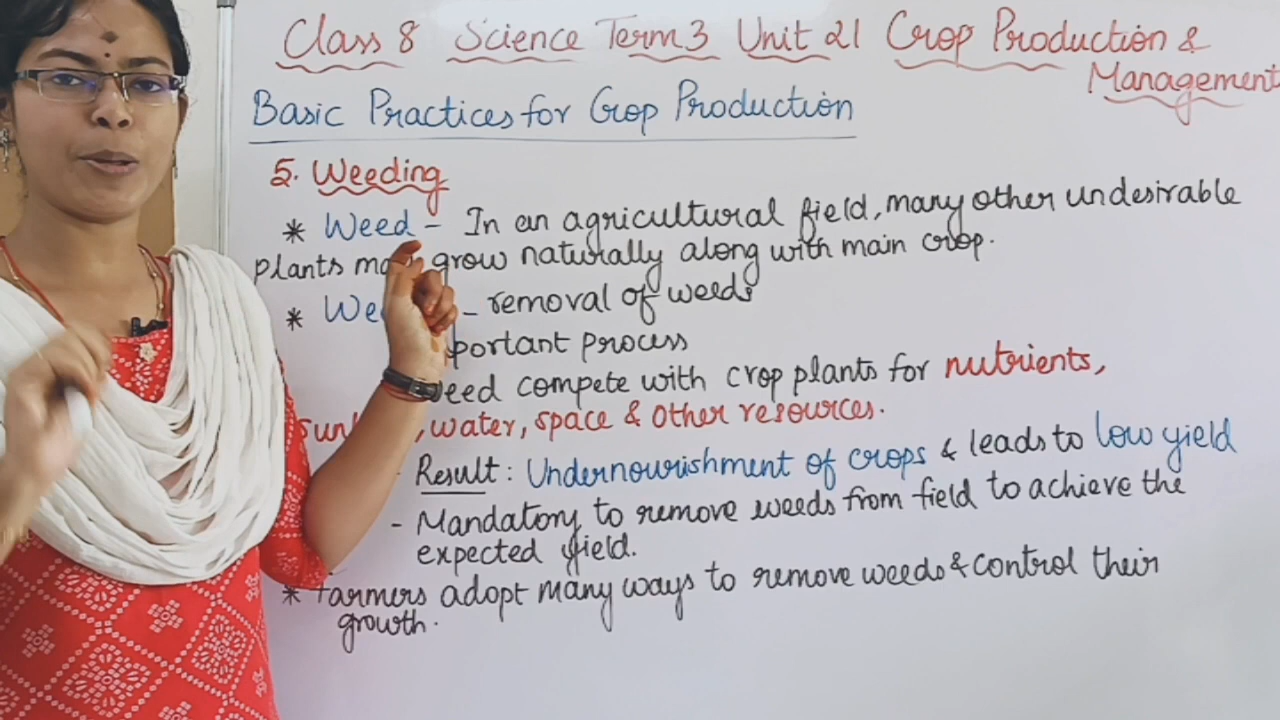 Class 8 Science Term 3 Unit 21 Crop Production &
Management
Basic Practices for Crop Production
5. Weeding
* Weed - In an agricultural field, many other undesirable
plants may grow naturally along with main crop.
* - removal of weeds
process
compete with crop plants for nutrients,
, water, space & other resources.
- Result : Undernourishment of crops & leads to low yield
- Mandatory to remove weeds from field to achieve the
expected yield.
* Farmers adopt many ways to remove weeds & control their
growth.